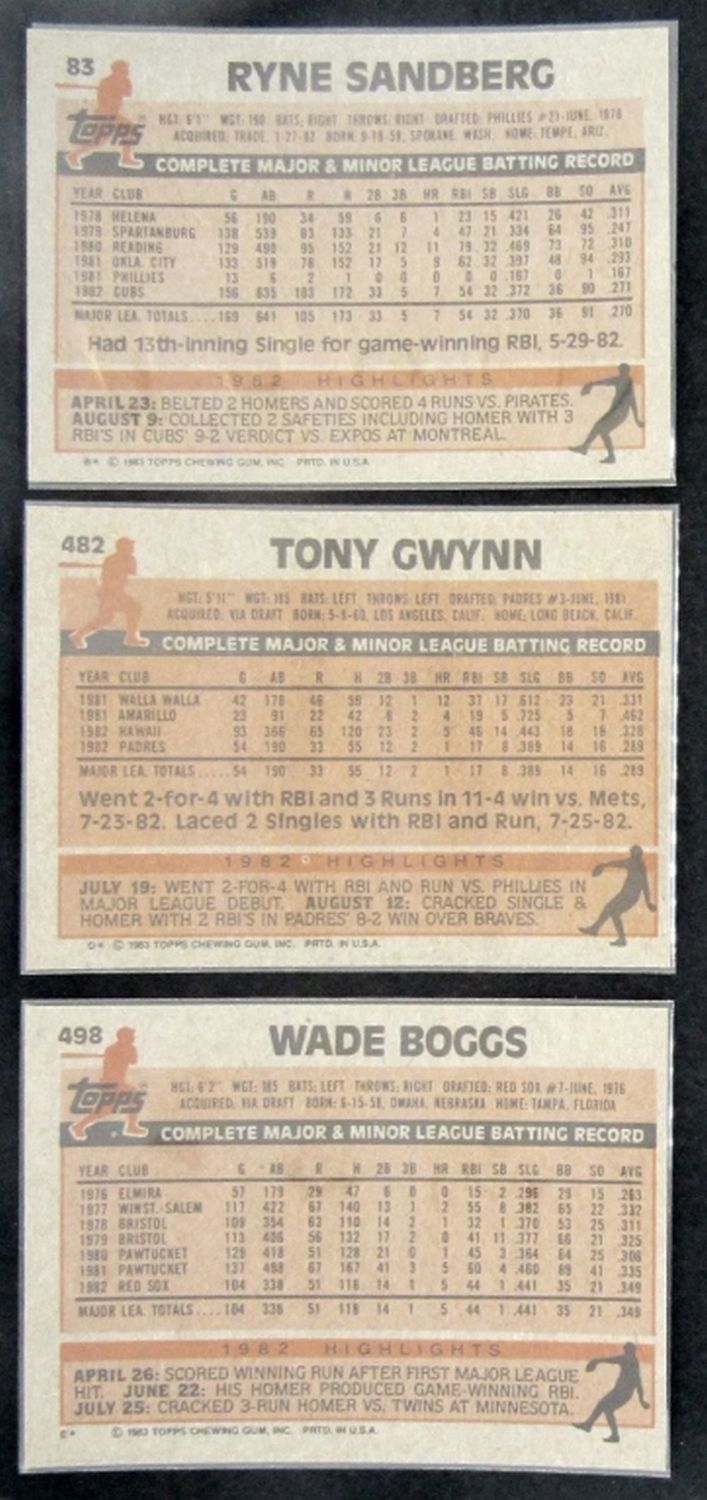 83
RYNE SANDBERG
Topps
HGT: 6'1" WGT: 190 BATS: RIGHT THROWS: RIGHT DRAFTED: PHILLIES #21-JUNE, 1978
ACQUIRED: TRADE, 1-27-82 BORN: 9-18-59, SPOKANE, WASH. HOME: TEMPE, ARIZ.
COMPLETE MAJOR & MINOR LEAGUE BATTING RECORD
YEAR CLUB G AB R H 2B 3B HR RBI SB SLG BB SO AVG
1978 HELENA 56 190 34 59 6 6 1 23 15 .421 26 42 .311
1979 SPARTANBURG 138 539 83 133 21 7 4 47 21 .334 64 95 .247
1980 READING 129 490 95 152 21 12 11 79 32 .469 73 72 .310
1981 OKLA. CITY 133 519 78 152 17 5 9 62 32 .397 48 94 .293
1981 PHILLIES 13 6 2 1 0 0 0 0 0 .167 0 1 .167
1982 CUBS 156 635 103 172 33 5 7 54 32 .372 36 90 .271
MAJOR LEA. TOTALS....169 641 105 173 33 5 7 54 32 .370 36 91 .270
Had 13th-inning Single for game-winning RBI, 5-29-82.
1982 HIGHLIGHTS
APRIL 23: BELTED 2 HOMERS AND SCORED 4 RUNS VS. PIRATES.
AUGUST 9: COLLECTED 2 SAFETIES INCLUDING HOMER WITH 3
RBI'S IN CUBS' 9-2 VERDICT VS. EXPOS AT MONTREAL.
B* © 1983 TOPPS CHEWING GUM, INC. PRTD. IN U.S.A.
482
TONY GWYNN
HGT: 5'11" WGT: 185 BATS: LEFT THROWS: LEFT DRAFTED: PADRES #3-JUNE, 1981
ACQUIRED: VIA DRAFT BORN: 5-9-60, LOS ANGELES, CALIF. HOME: LONG BEACH, CALIF.
COMPLETE MAJOR & MINOR LEAGUE BATTING RECORD
YEAR CLUB G AB R H 2B 3B HR RBI SB SLG BB SO AVG
1981 WALLA WALLA 42 178 46 59 12 1 12 37 17 .612 23 21 .331
1981 AMARILLO 23 91 22 42 8 2 4 19 5 .725 5 7 .462
1982 HAWAII 93 366 65 120 23 2 5 46 14 .443 18 18 .328
1982 PADRES 54 190 33 55 12 2 1 17 8 .389 14 16 .289
MAJOR LEA. TOTALS.....54 190 33 55 12 2 1 17 8 .389 14 16 .289
Went 2-for-4 with RBI and 3 Runs in 11-4 win vs. Mets,
7-23-82. Laced 2 Singles with RBI and Run, 7-25-82.
1982 HIGHLIGHTS
JULY 19: WENT 2-FOR-4 WITH RBI AND RUN VS. PHILLIES IN
MAJOR LEAGUE DEBUT. AUGUST 12: CRACKED SINGLE &
HOMER WITH 2 RBI'S IN PADRES' 8-2 WIN OVER BRAVES.
D* © 1983 TOPPS CHEWING GUM, INC. PRTD. IN U.S.A.
498
WADE BOGGS
Topps
HGT: 6'2" WGT: 185 BATS: LEFT THROWS: RIGHT DRAFTED: RED SOX #7-JUNE, 1976
ACQUIRED: VIA DRAFT BORN: 6-15-58, OMAHA, NEBRASKA HOME: TAMPA, FLORIDA
COMPLETE MAJOR & MINOR LEAGUE BATTING RECORD
YEAR CLUB G AB R H 2B 3B HR RBI SB SLG BB SO AVG
1976 ELMIRA 57 179 29 47 6 0 0 15 2 .296 29 15 .263
1977 WINST.-SALEM 117 422 67 140 13 1 2 55 8 .382 65 22 .332
1978 BRISTOL 109 354 63 110 14 2 1 32 1 .370 53 25 .311
1979 BRISTOL 113 406 56 132 17 2 0 41 11 .377 66 21 .325
1980 PAWTUCKET 129 418 51 128 21 0 1 45 3 .364 64 25 .306
1981 PAWTUCKET 137 498 67 167 41 3 5 60 4 .460 89 41 .335
1982 RED SOX 104 338 51 118 14 1 5 44 1 .441 35 21 .349
MAJOR LEA. TOTALS....104 338 51 118 14 1 5 44 1 .441 35 21 .349
1982 HIGHLIGHTS
APRIL 26: SCORED WINNING RUN AFTER FIRST MAJOR LEAGUE
HIT. JUNE 22: HIS HOMER PRODUCED GAME-WINNING RBI.
JULY 25: CRACKED 3-RUN HOMER VS. TWINS AT MINNESOTA.
E* © 1983 TOPPS CHEWING GUM, INC. PRTD. IN U.S.A.